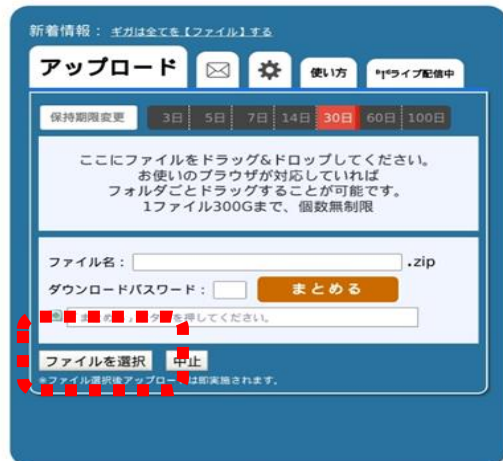 新着情報： ギガは全てを【ファイル】する
アップロード
使い方
ライブ配信中
保持期限変更 3日 5日 7日 14日 30日 60日 100日
ここにファイルをドラッグ&ドロップしてください。
お使いのブラウザが対応していれば
フォルダごとドラッグすることが可能です。
1ファイル300Gまで、個数無制限
ファイル名： .zip
ダウンロードパスワード： まとめる
を押してください。
ファイルを選択 中止
※ファイル選択後アップロードは即実施されます。